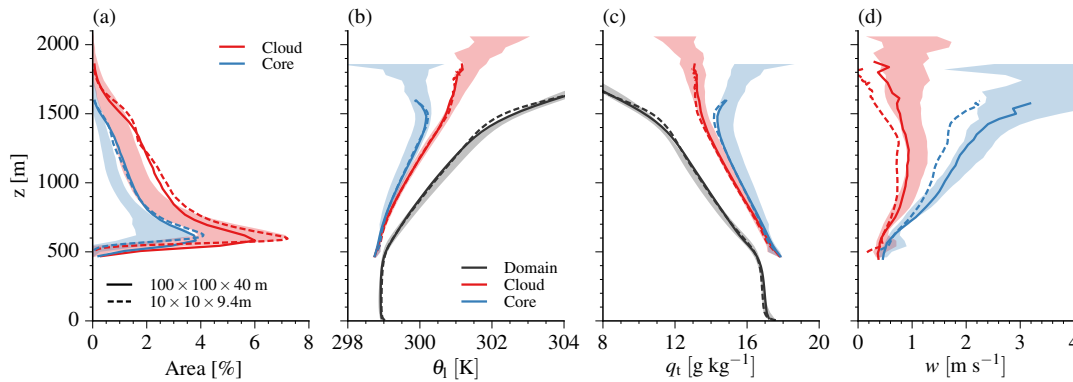 (a)
(b)
(c)
(d)
z [m]
2000
1500
1000
500
0
Cloud
Core
100 × 100 × 40 m
10 × 10 × 9.4m
0 2 4 6 8
Area [%]
Domain
Cloud
Core
298 300 302 304
θl [K]
8 12 16 20
qt [g kg−1]
0 1 2 3 4
w [m s−1]